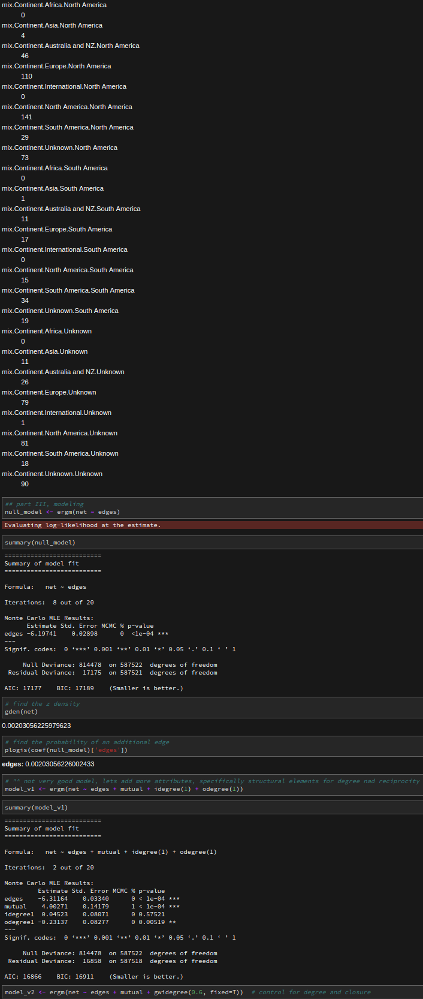 mix.Continent.Africa.North America
0
mix.Continent.Asia.North America
4
mix.Continent.Australia and NZ.North America
46
mix.Continent.Europe.North America
110
mix.Continent.International.North America
0
mix.Continent.North America.North America
141
mix.Continent.South America.North America
29
mix.Continent.Unknown.North America
73
mix.Continent.Africa.South America
0
mix.Continent.Asia.South America
1
mix.Continent.Australia and NZ.South America
11
mix.Continent.Europe.South America
17
mix.Continent.International.South America
0
mix.Continent.North America.South America
15
mix.Continent.South America.South America
34
mix.Continent.Unknown.South America
19
mix.Continent.Africa.Unknown
0
mix.Continent.Asia.Unknown
11
mix.Continent.Australia and NZ.Unknown
26
mix.Continent.Europe.Unknown
79
mix.Continent.International.Unknown
1
mix.Continent.North America.Unknown
81
mix.Continent.South America.Unknown
18
mix.Continent.Unknown.Unknown
90
## part III, modeling
null_model <- ergm(net ~ edges)
Evaluating log-likelihood at the estimate.
summary(null_model)
==========================
Summary of model fit
==========================
Formula:   net ~ edges
Iterations:  8 out of 20
Monte Carlo MLE Results:
Estimate Std. Error MCMC % p-value
edges -6.19741    0.02898      0  <1e-04 ***
---
Signif. codes:  0 ‘***’ 0.001 ‘**’ 0.01 ‘*’ 0.05 ‘.’ 0.1 ‘ ’ 1
Null Deviance: 814478  on 587522  degrees of freedom
Residual Deviance:  17175  on 587521  degrees of freedom
AIC: 17177    BIC: 17189    (Smaller is better.)
# find the z density
gden(net)
0.00203056225979623
# find the probability of an additional edge
plogis(coef(null_model)['edges'])
edges: 0.00203056226002433
# ^^ not very good model, lets add more attributes, specifically structural elements for degree nad reciprocity
model_v1 <- ergm(net ~ edges + mutual + idegree(1) + odegree(1))
summary(model_v1)
==========================
Summary of model fit
==========================
Formula:   net ~ edges + mutual + idegree(1) + odegree(1)
Iterations:  2 out of 20
Monte Carlo MLE Results:
Estimate Std. Error MCMC % p-value
edges    -6.31164    0.03340      0 < 1e-04 ***
mutual    4.00271    0.14179      1 < 1e-04 ***
idegree1  0.04523    0.08071      0 0.57521
odegree1 -0.23137    0.08277      0 0.00519 **
---
Signif. codes:  0 ‘***’ 0.001 ‘**’ 0.01 ‘*’ 0.05 ‘.’ 0.1 ‘ ’ 1
Null Deviance: 814478  on 587522  degrees of freedom
Residual Deviance:  16858  on 587518  degrees of freedom
AIC: 16866    BIC: 16911    (Smaller is better.)
model_v2 <- ergm(net ~ edges + mutual + gwidegree(0.6, fixed=T))  # control for degree and closure